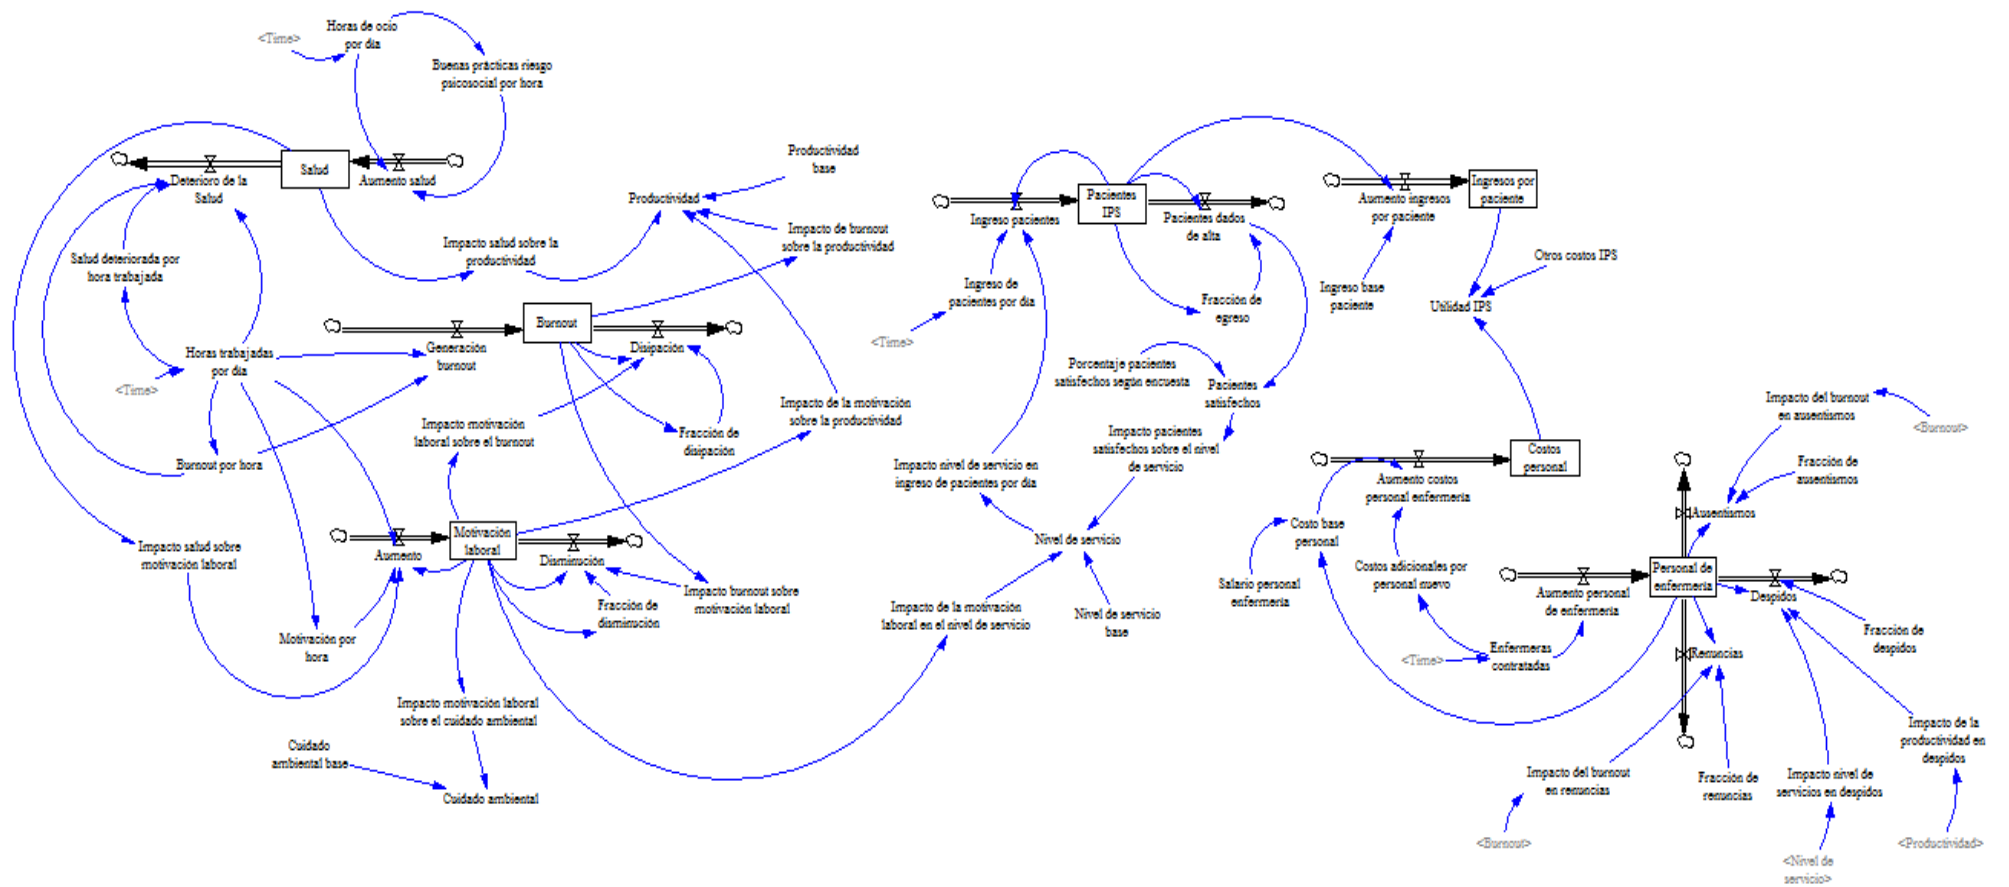 <Time>
Horas de ocio
por día
Buenas prácticas riesgo
psicosocial por hora
Salud
Deterioro de la
Salud
Aumento salud
Salud deteriorada por
hora trabajada
Impacto salud sobre la
productividad
Productividad
Productividad
base
Impacto de burnout
sobre la productividad
Burnout
Generación
burnout
Disipación
Horas trabajadas
por día
<Time>
Burnout por hora
Impacto motivación
laboral sobre el burnout
Fracción de
disipación
Impacto de la motivación
sobre la productividad
Impacto salud sobre
motivación laboral
Aumento
Motivación
laboral
Disminución
Fracción de
disminución
Impacto burnout sobre
motivación laboral
Motivación por
hora
Impacto motivación laboral
sobre el cuidado ambiental
Cuidado
ambiental base
Cuidado ambiental
Ingreso pacientes
Pacientes
IPS
Pacientes dados
de alta
Ingreso de
pacientes por día
<Time>
Fracción de
egreso
Porcentaje pacientes
satisfechos según encuesta
Pacientes
satisfechos
Impacto pacientes
satisfechos sobre el nivel
de servicio
Impacto nivel de servicio en
ingreso de pacientes por día
Nivel de servicio
Impacto de la motivación
laboral en el nivel de servicio
Nivel de servicio
base
Aumento ingresos
por paciente
Ingresos por
paciente
Ingreso base
paciente
Otros costos IPS
Utilidad IPS
Costos
personal
Aumento costos
personal enfermería
Costo base
personal
Salario personal
enfermería
Costos adicionales por
personal nuevo
<Time>
Enfermeras
contratadas
Aumento personal
de enfermería
Personal de
enfermería
Impacto del burnout
en ausentismos
<Burnout>
Fracción de
ausentismos
Ausentismos
Despidos
Fracción de
despidos
Renuncias
Impacto del burnout
en renuncias
<Burnout>
Fracción de
renuncias
Impacto nivel de
servicios en despidos
<Nivel de
servicio>
Impacto de la
productividad en
despidos
<Productividad>